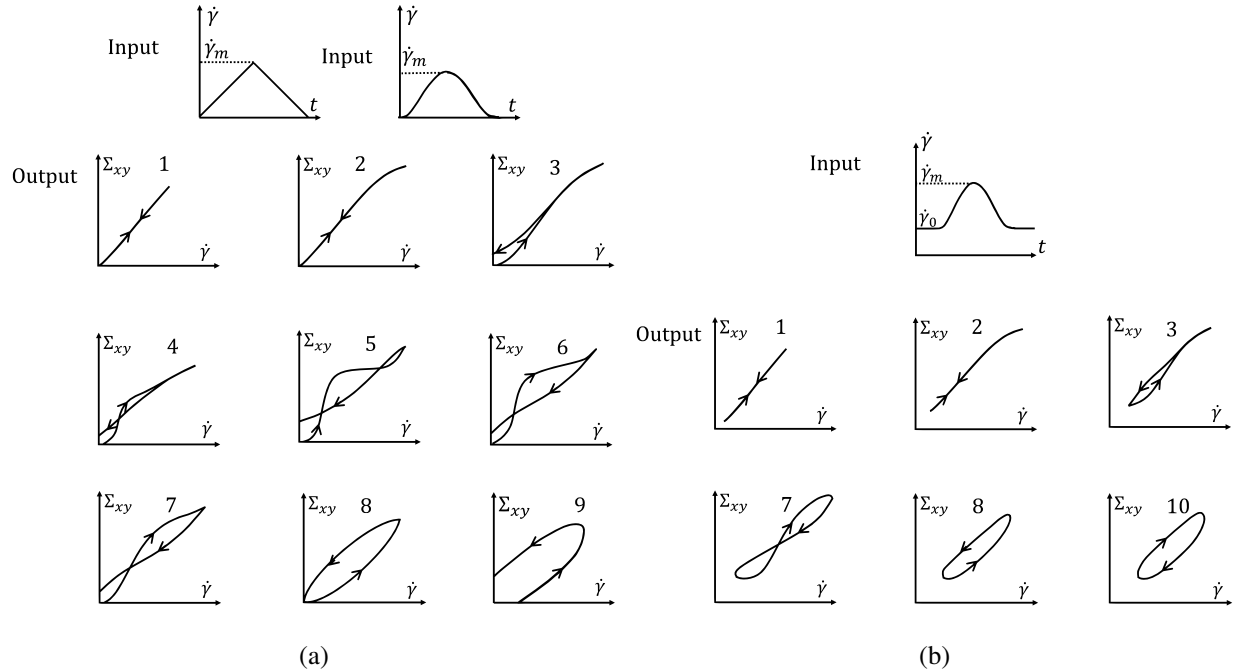 γ̇
Input
γ̇m
t
γ̇
Input
γ̇m
t
Output
Σxy 1
γ̇
Σxy 2
γ̇
Σxy 3
γ̇
Σxy 4
γ̇
Σxy 5
γ̇
Σxy 6
γ̇
Σxy 7
γ̇
Σxy 8
γ̇
Σxy 9
γ̇
(a)
γ̇
Input
γ̇m
γ̇0
t
Output
Σxy 1
γ̇
Σxy 2
γ̇
Σxy 3
γ̇
Σxy 7
γ̇
Σxy 8
γ̇
Σxy 10
γ̇
(b)